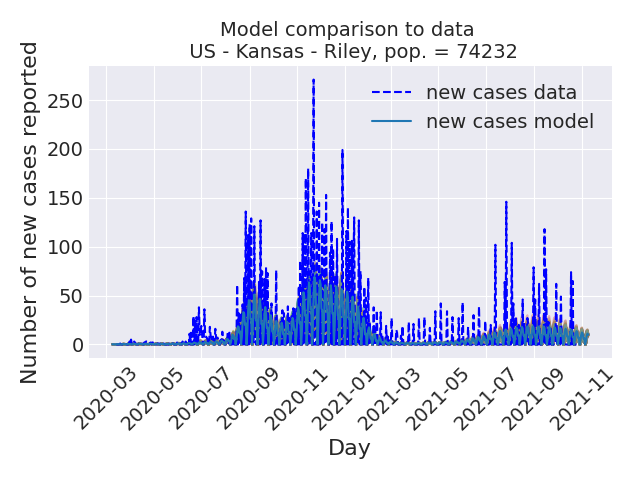 Model comparison to data
US - Kansas - Riley, pop. = 74232
new cases data
new cases model
Number of new cases reported
250
200
150
100
50
0
2020-03
2020-05
2020-07
2020-09
2020-11
2021-01
2021-03
2021-05
2021-07
2021-09
2021-11
Day